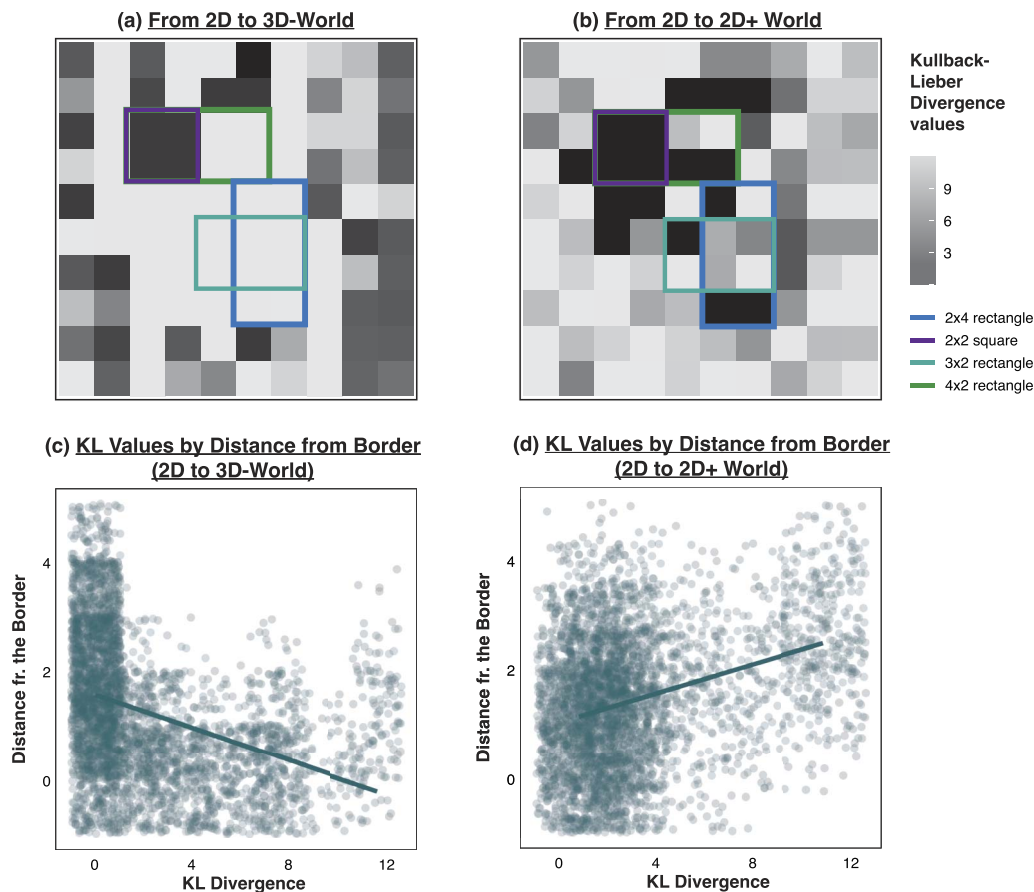 (a) From 2D to 3D-World
(b) From 2D to 2D+ World
Kullback-
Lieber
Divergence
values
9
6
3
2x4 rectangle
2x2 square
3x2 rectangle
4x2 rectangle
(c) KL Values by Distance from Border
(2D to 3D-World)
(d) KL Values by Distance from Border
(2D to 2D+ World)
Distance fr. the Border
4
2
0
0 4 8 12
KL Divergence
Distance fr. the Border
4
2
0
0 4 8 12
KL Divergence